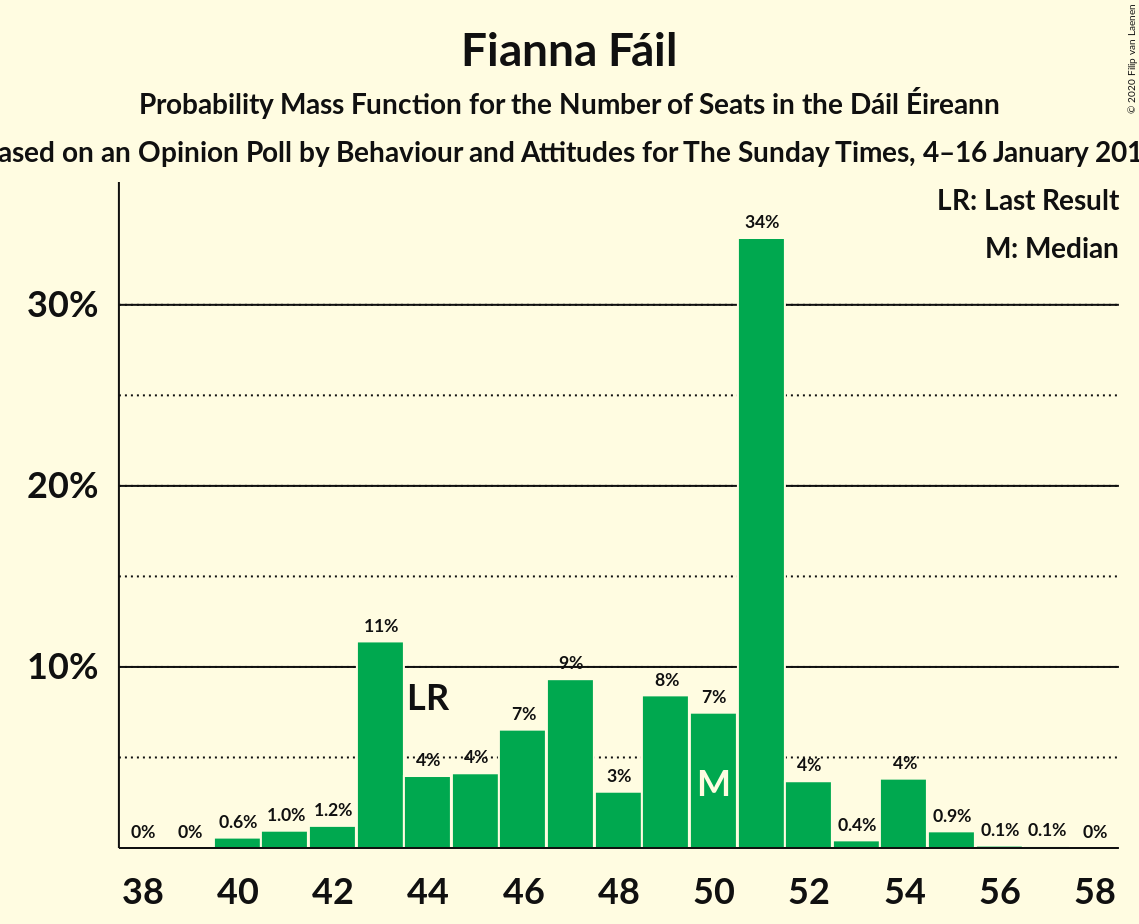 Fianna Fáil
Probability Mass Function for the Number of Seats in the Dáil Éireann
ased on an Opinion Poll by Behaviour and Attitudes for The Sunday Times, 4–16 January 201
© 2020 Filip van Laenen
LR: Last Result
M: Median
34%
30%
20%
11%
10%
9%
8%
7%
7%
LR
4%
4%
3%
M
4%
4%
0%
0%
0.6%
1.0%
1.2%
0.4%
0.9%
0.1%
0.1%
0%
38 40 42 44 46 48 50 52 54 56 58